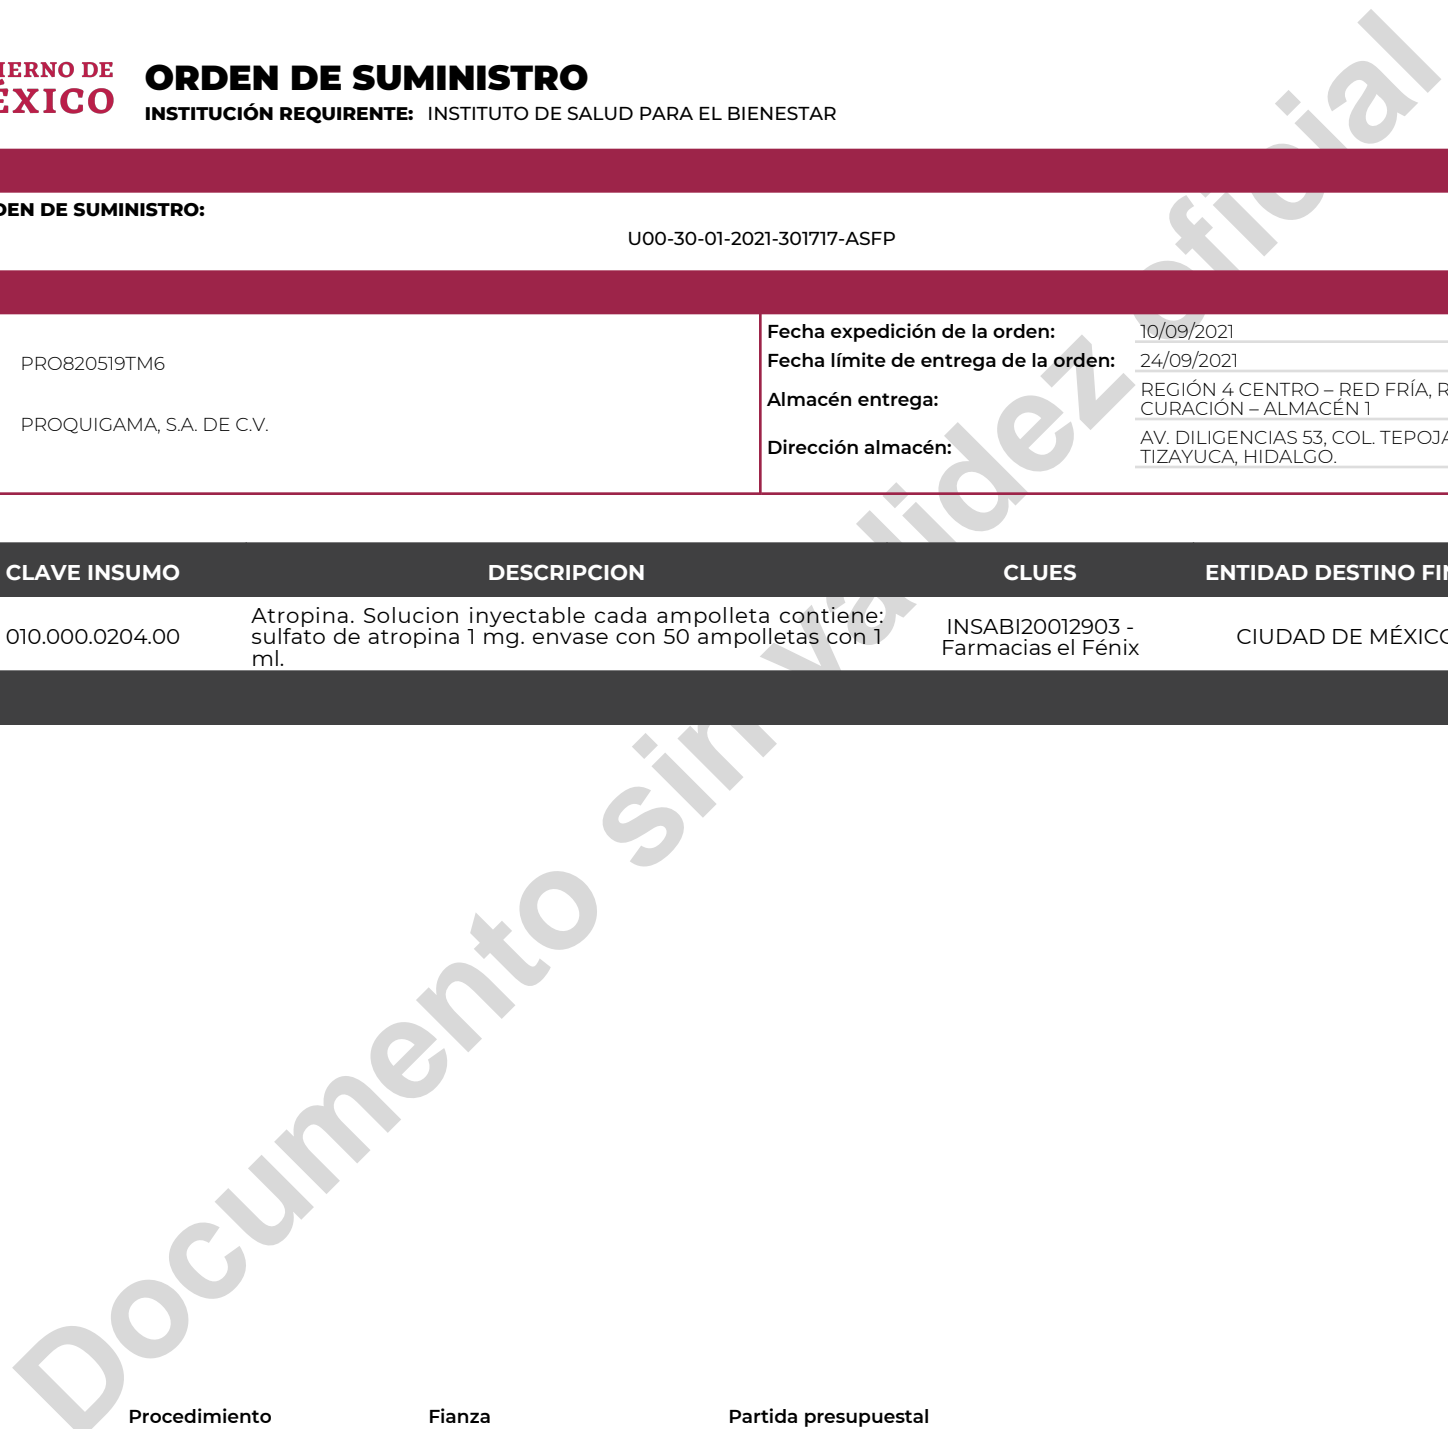 IERNO DE
ÉXICO
ORDEN DE SUMINISTRO
INSTITUCIÓN REQUIRENTE: INSTITUTO DE SALUD PARA EL BIENESTAR
DEN DE SUMINISTRO:
U00-30-01-2021-301717-ASFP
PRO820519TM6
PROQUIGAMA, S.A. DE C.V.
Fecha expedición de la orden: 10/09/2021
Fecha límite de entrega de la orden: 24/09/2021
Almacén entrega: REGIÓN 4 CENTRO – RED FRÍA, R
CURACIÓN – ALMACÉN 1
Dirección almacén: AV. DILIGENCIAS 53, COL. TEPOJA
TIZAYUCA, HIDALGO.
CLAVE INSUMO DESCRIPCION CLUES ENTIDAD DESTINO FIN
010.000.0204.00
Atropina. Solucion inyectable cada ampolleta contiene:
sulfato de atropina 1 mg. envase con 50 ampolletas con 1
ml.
INSABI20012903 -
Farmacias el Fénix
CIUDAD DE MÉXICO
Documento sin validez oficial
Procedimiento Fianza Partida presupuestal